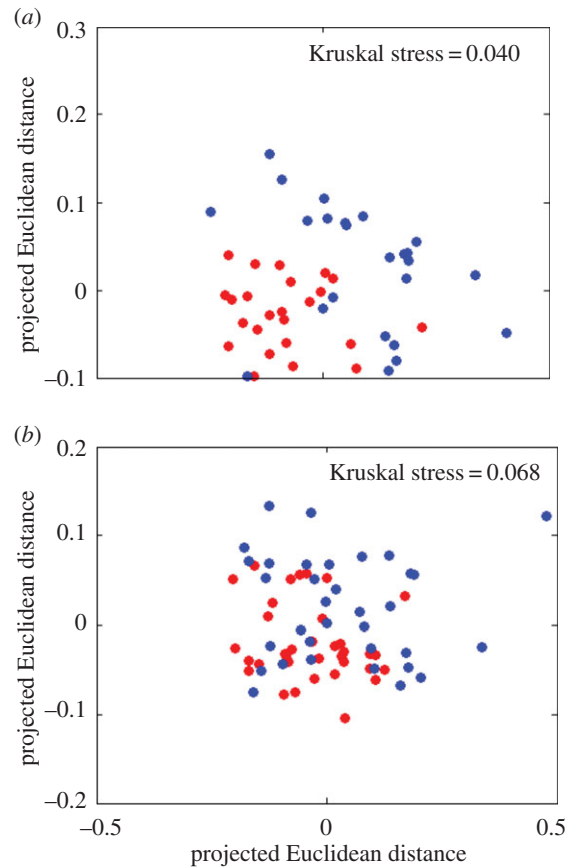 (a)
0.3
Kruskal stress = 0.040
0.2
0.1
0
−0.1
projected Euclidean distance
(b)
0.2
Kruskal stress = 0.068
0.1
0
−0.1
−0.2
projected Euclidean distance
−0.5
0
0.5
projected Euclidean distance